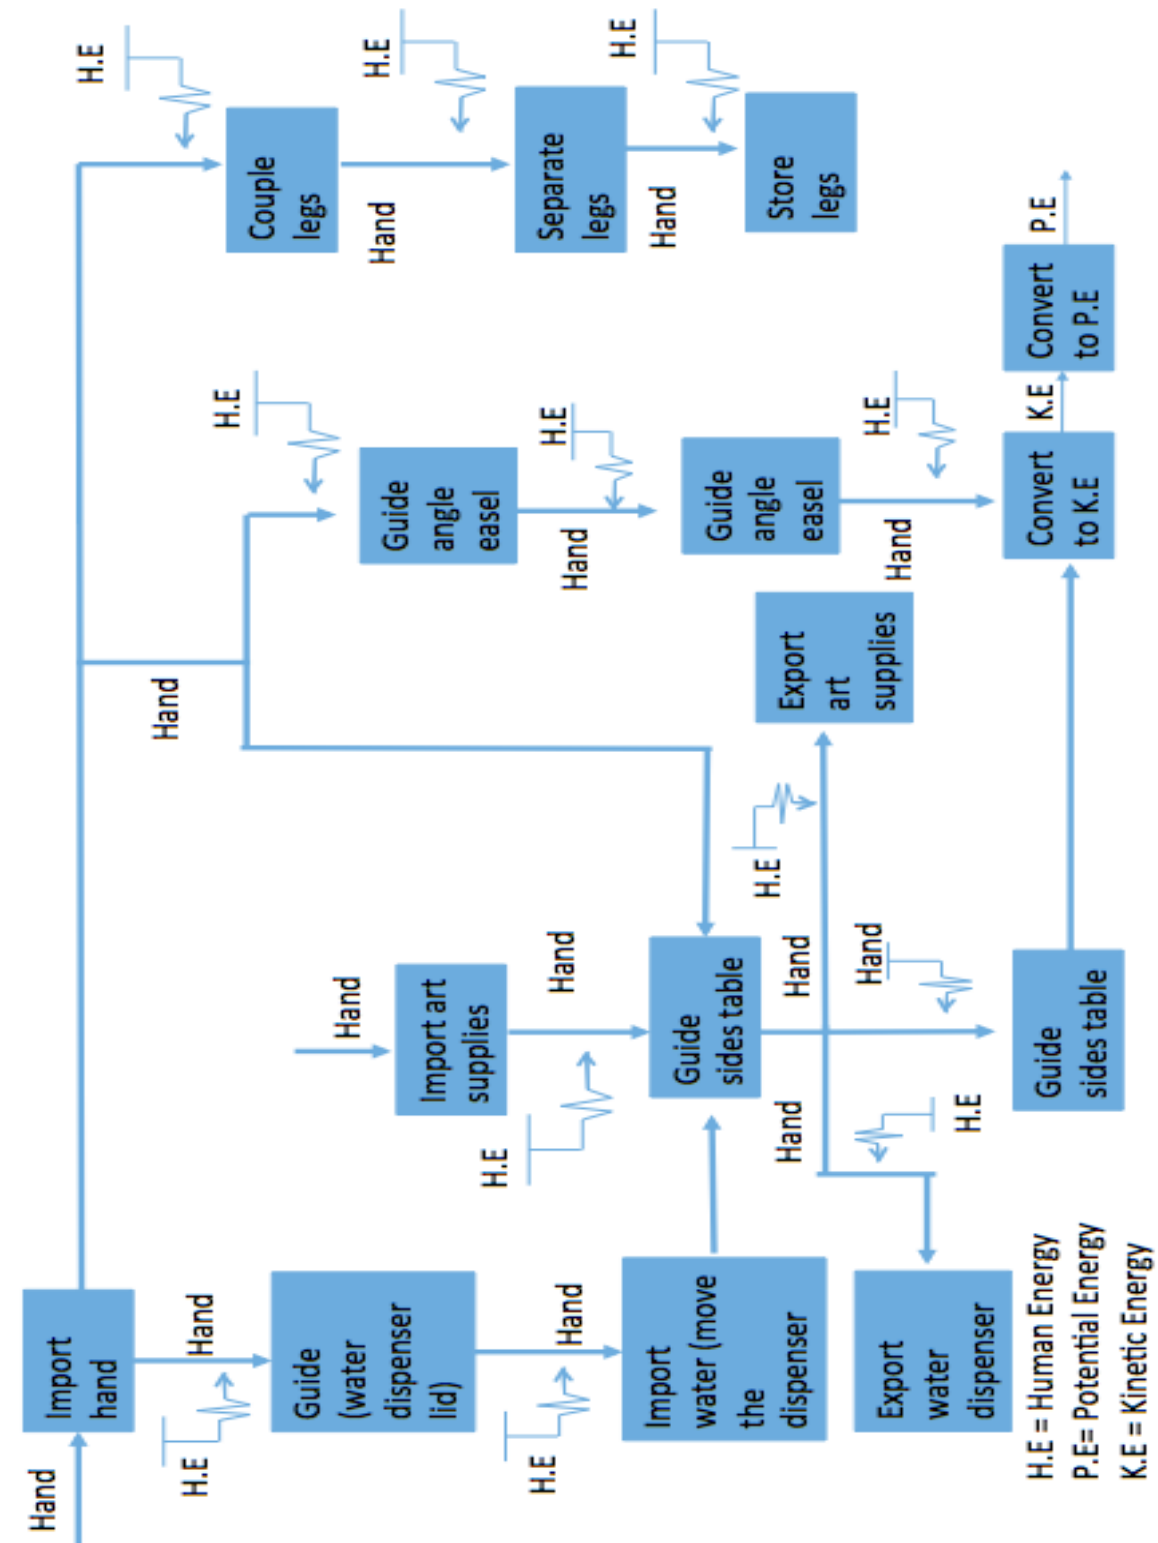 Hand
Import
hand
H.E
Hand
H.E
Hand
H.E
Couple
legs
Guide
(water
dispenser
lid)
Hand
H.E
Hand
Import art
supplies
Guide
angle
easel
H.E
H.E
Hand
Hand
Hand
H.E
Separate
legs
H.E
Hand
Import
water (move
the
dispenser
Guide
sides table
Guide
angle
easel
H.E
Hand
Hand
Export
art
supplies
Store
legs
Hand
H.E
Hand
Export
water
dispenser
H.E
Guide
sides table
Convert
to K.E
K.E
Convert
to P.E
P.E
H.E = Human Energy
P.E= Potential Energy
K.E = Kinetic Energy